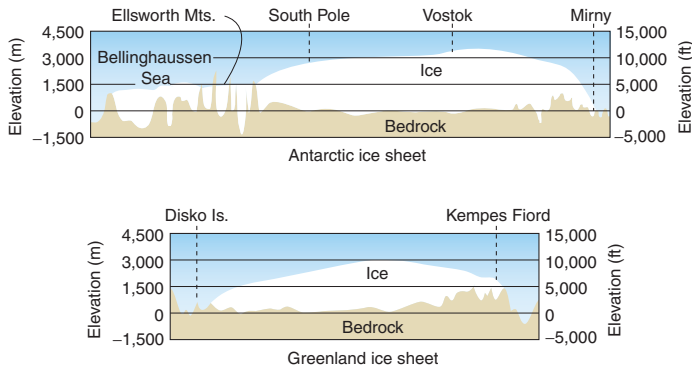 Ellsworth Mts. South Pole Vostok Mirny
4,500 15,000
3,000 Bellinghaussen 10,000
Sea Ice
1,500 5,000
0 0
Bedrock
–1,500 –5,000
Elevation (m)
Elevation (ft)
Antarctic ice sheet
Disko Is. Kempes Fiord
4,500 15,000
3,000 10,000
Ice
1,500 5,000
0 0
Bedrock
–1,500 –5,000
Elevation (m)
Elevation (ft)
Greenland ice sheet